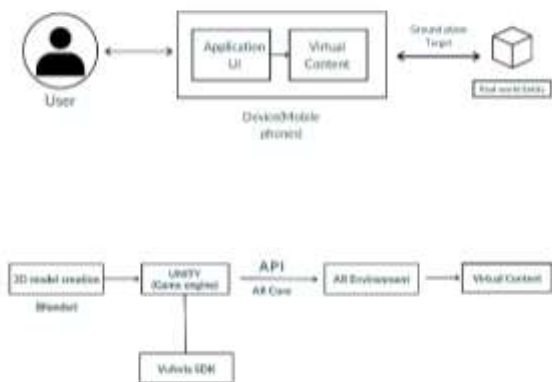 User
Application
UI
Virtual
Content
Device(Mobile
phones)
Ground plane
Target
Real world Entity
3D model creation
(Blender)
UNITY
(Game engine)
API
AR Core
AR Environment
Virtual Content
Vuforia SDK